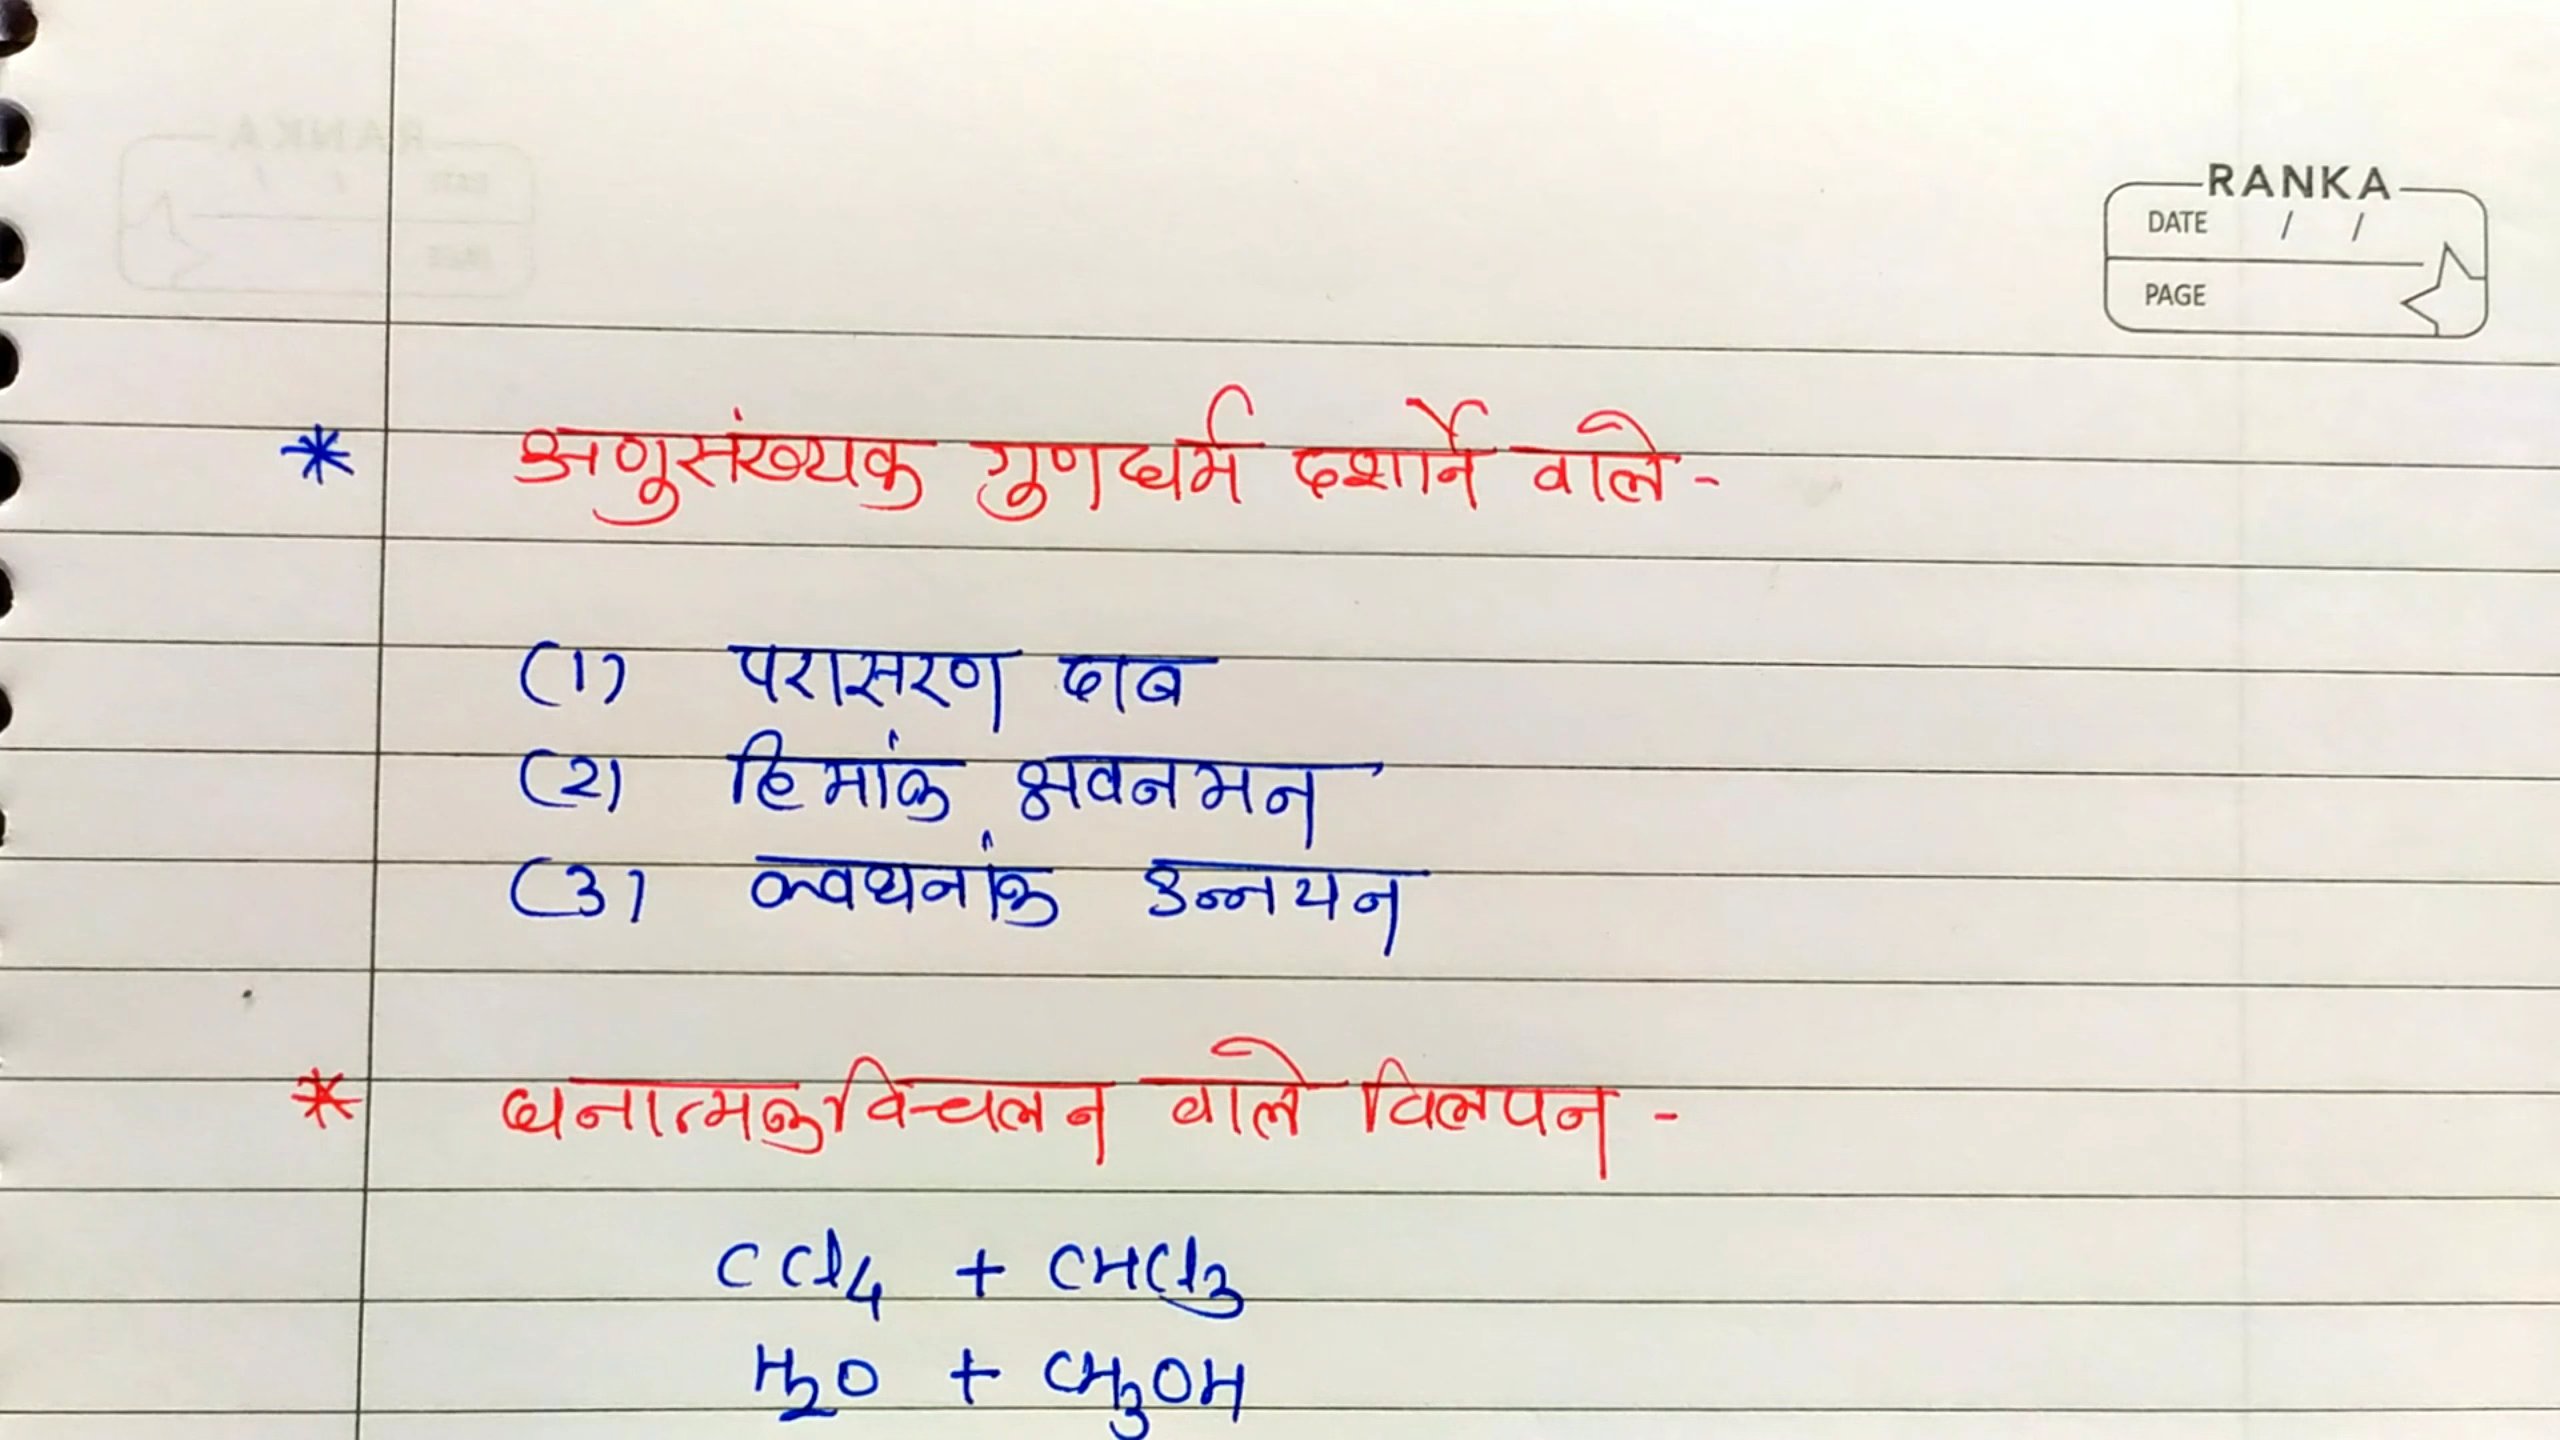 RANKA
DATE / /
PAGE
* अणुसंख्यक गुणधर्म दर्शाने वाले -
(1) परासरण दाब
(2) हिमांक अवनमन
(3) क्वथनांक उन्नयन
* धनात्मक विचलन वाले विलयन -
CCl4 + CHCl3
H2O + CH3OH